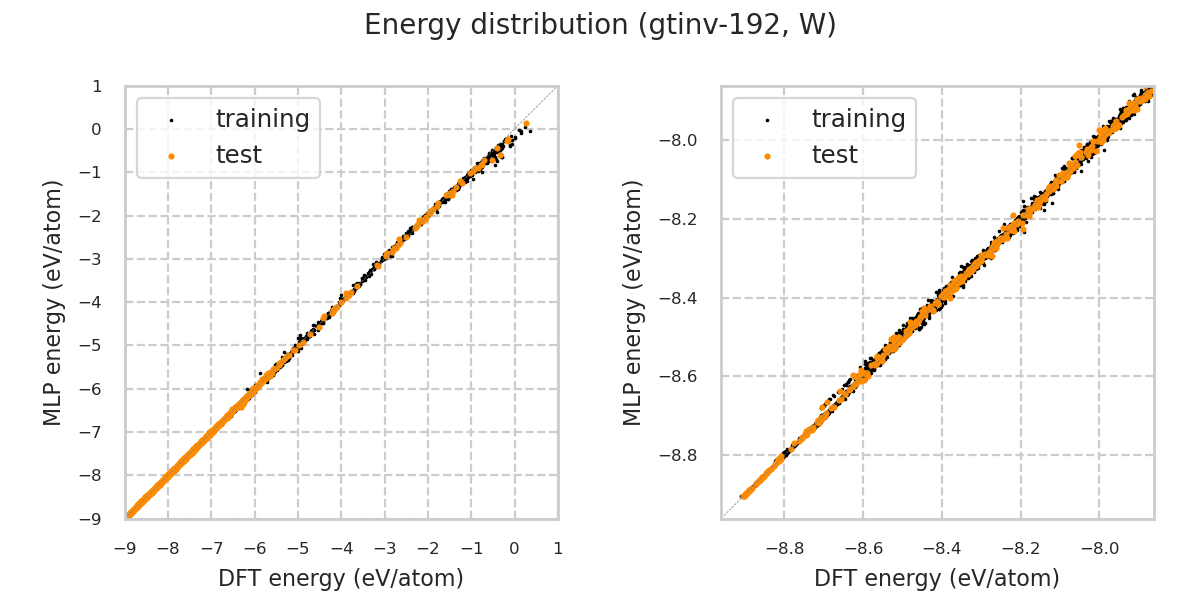 Energy distribution (gtinv-192, W)
training
test
1
0
−1
−2
−3
−4
−5
−6
−7
−8
−9
MLP energy (eV/atom)
−9 −8 −7 −6 −5 −4 −3 −2 −1 0 1
DFT energy (eV/atom)
training
test
−8.0
−8.2
−8.4
−8.6
−8.8
MLP energy (eV/atom)
−8.8 −8.6 −8.4 −8.2 −8.0
DFT energy (eV/atom)